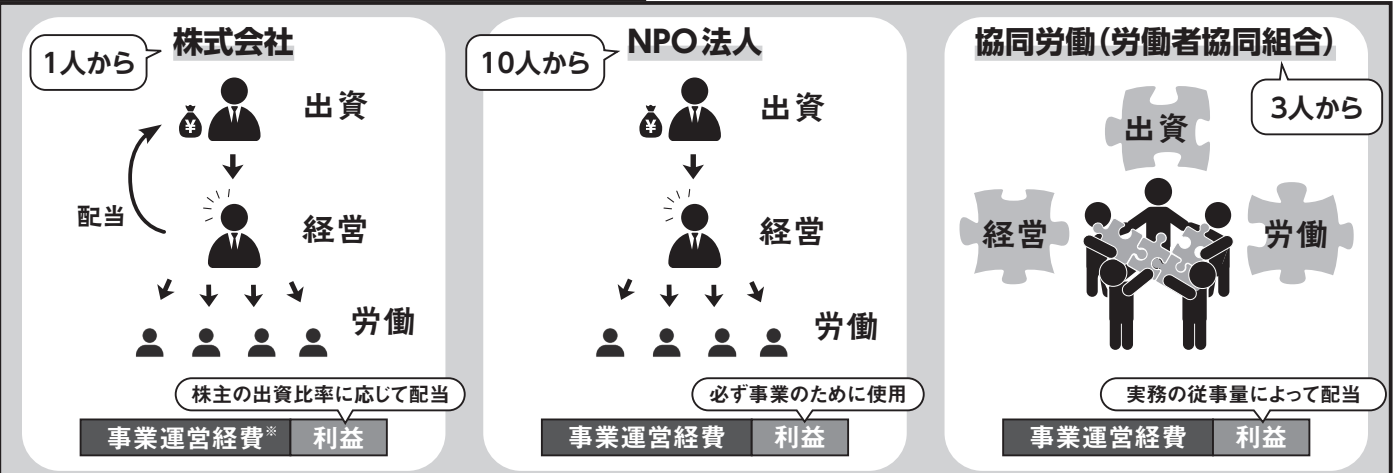 株式会社
1人から
¥
出資
配当
経営
労働
株主の出資比率に応じて配当
事業運営経費※
利益
NPO法人
10人から
¥
出資
経営
労働
必ず事業のために使用
事業運営経費
利益
協同労働(労働者協同組合)
3人から
出資
経営
労働
実務の従事量によって配当
事業運営経費
利益